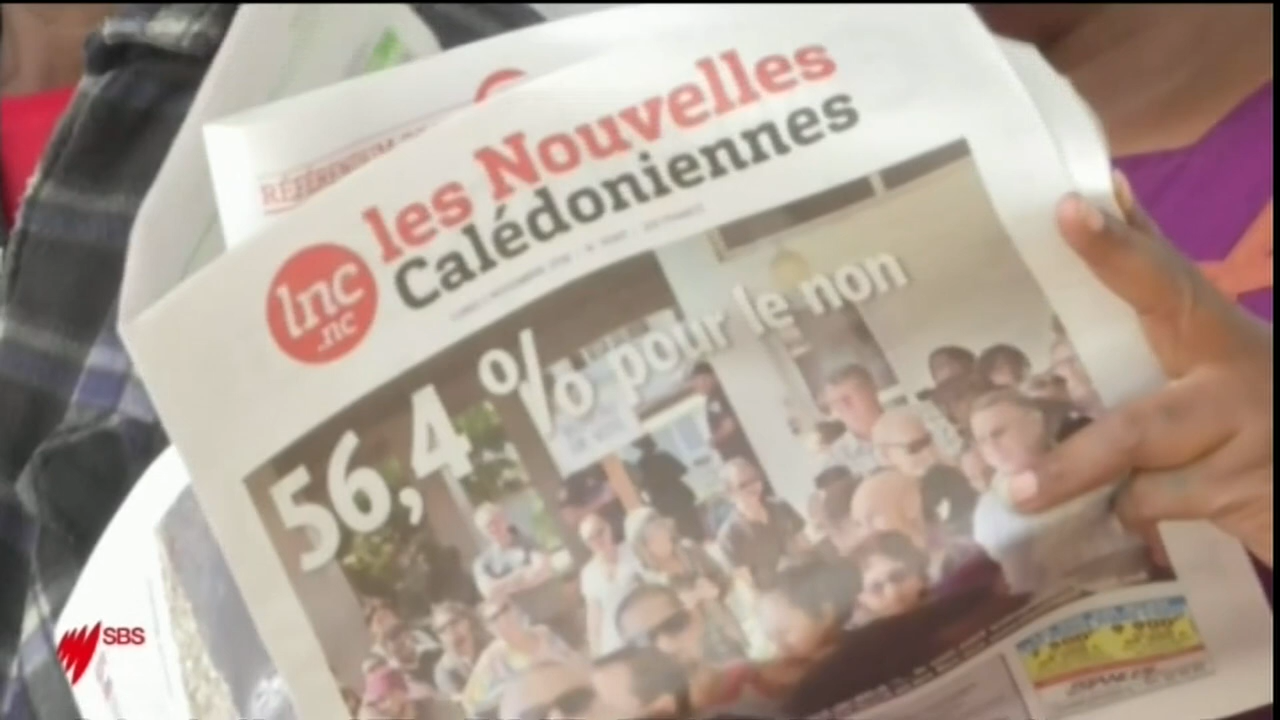 RÉFÉRENDUM
les Nouvelles
Calédoniennes
lnc
.nc
56,4 % pour le non
SBS